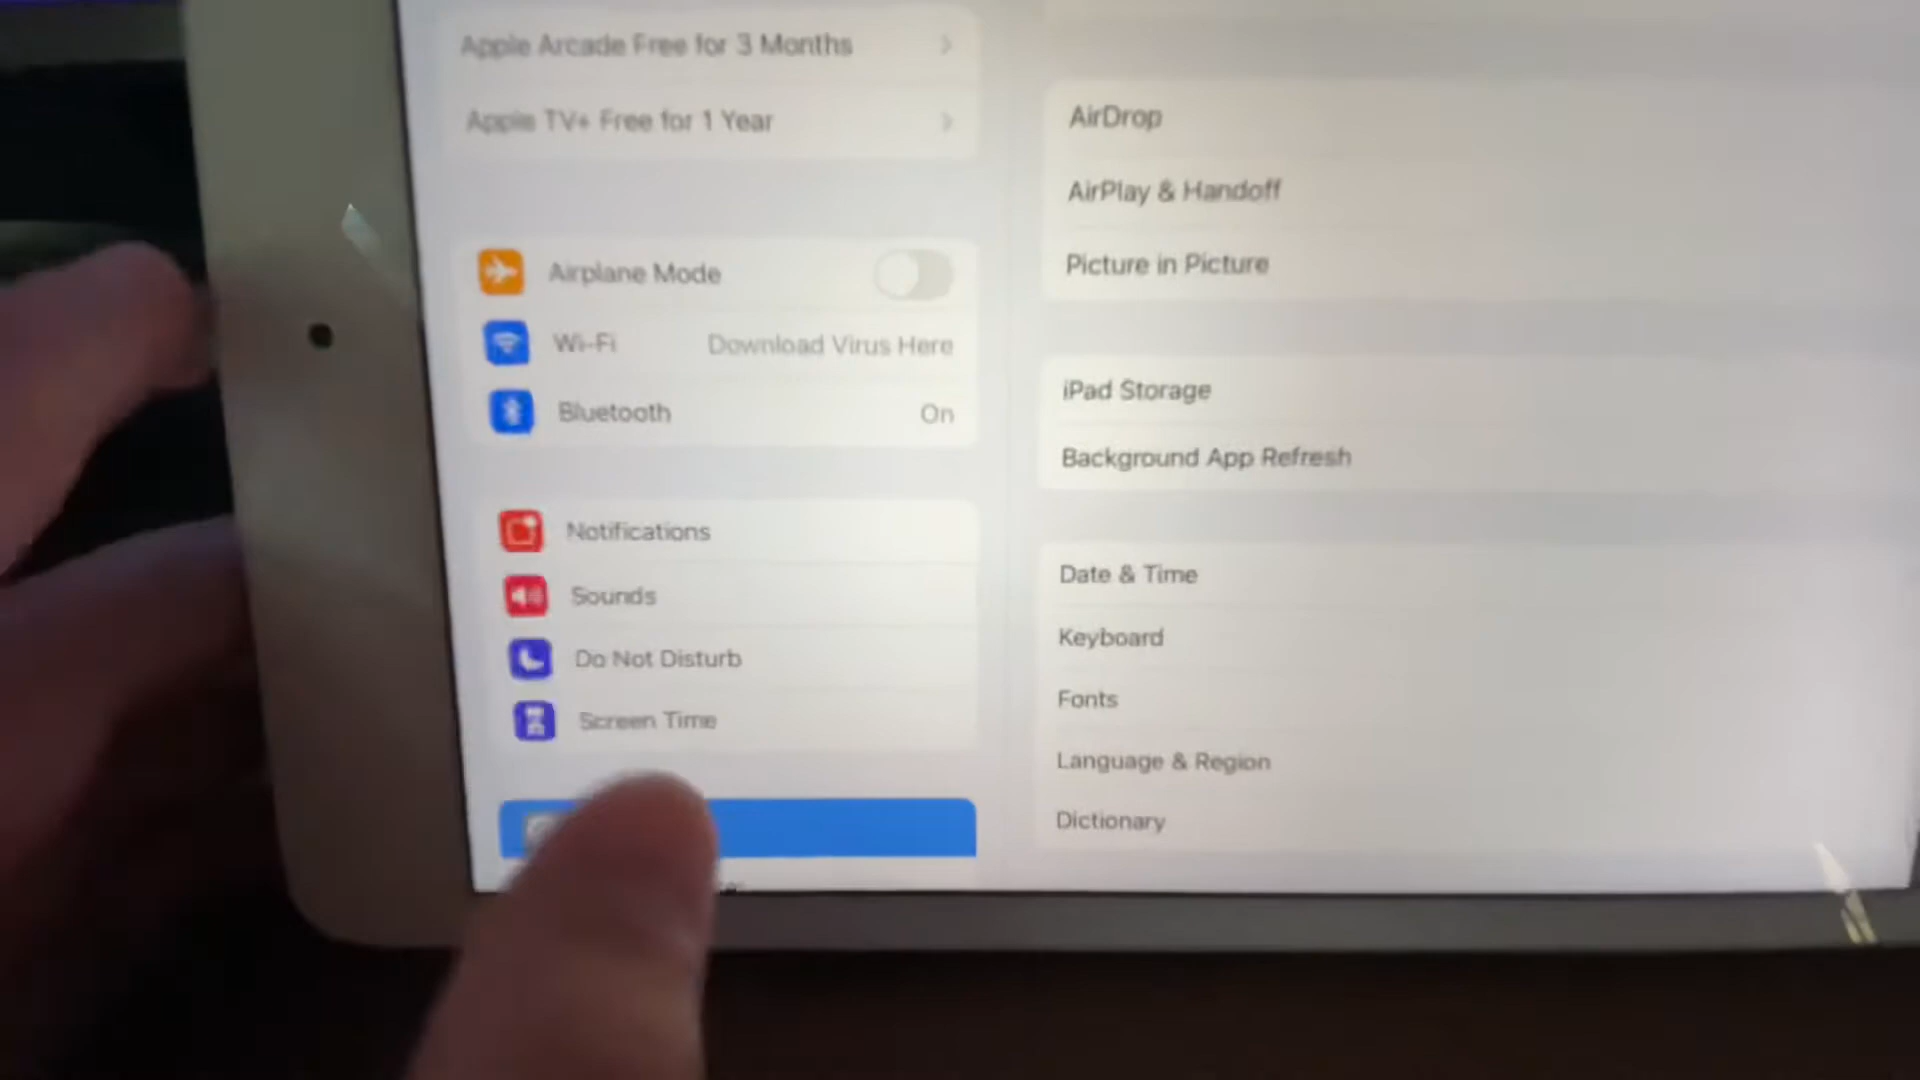 Apple Arcade Free for 3 Months
Apple TV+ Free for 1 Year
Airplane Mode
Wi-Fi Download Virus Here
Bluetooth On
Notifications
Sounds
Do Not Disturb
Screen Time
AirDrop
AirPlay & Handoff
Picture in Picture
iPad Storage
Background App Refresh
Date & Time
Keyboard
Fonts
Language & Region
Dictionary